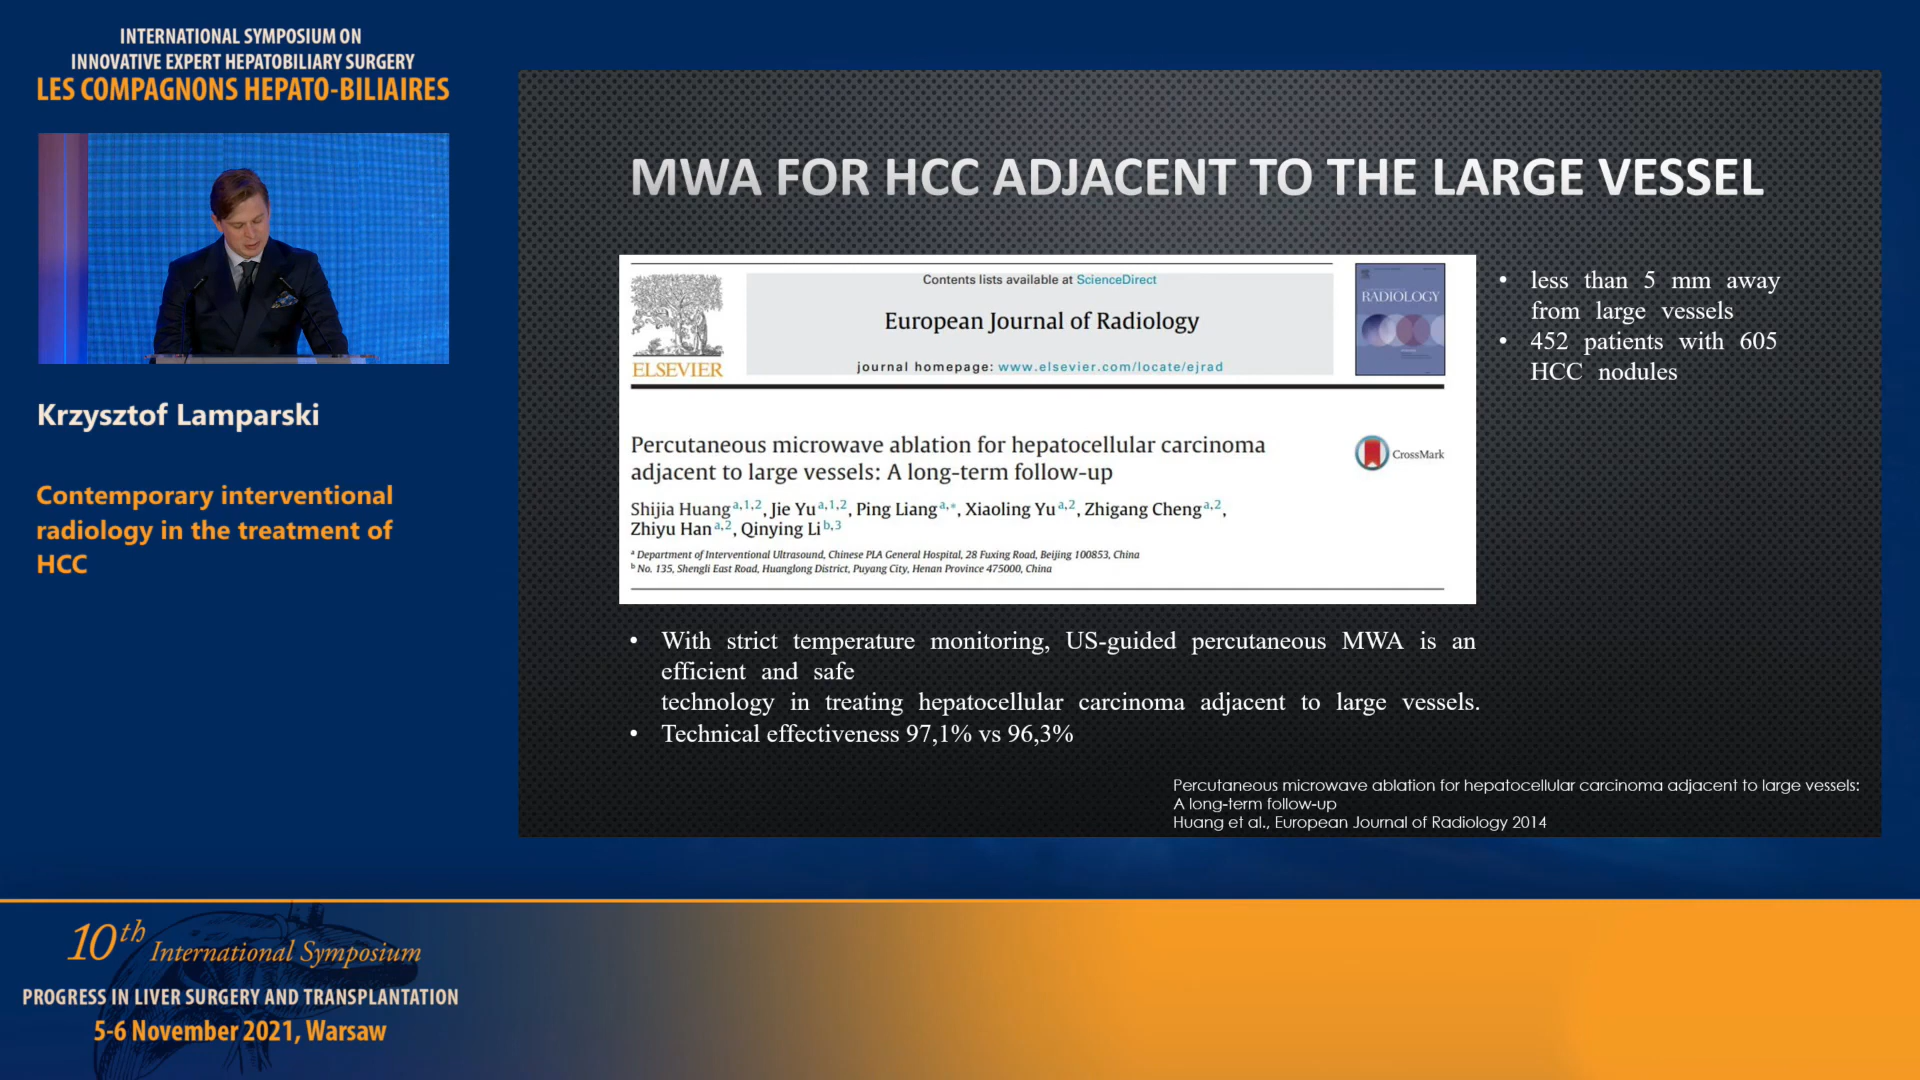 INTERNATIONAL SYMPOSIUM ON
INNOVATIVE EXPERT HEPATOBILIARY SURGERY
LES COMPAGNONS HEPATO-BILIAIRES
Krzysztof Lamparski
Contemporary interventional
radiology in the treatment of
HCC
MWA FOR HCC ADJACENT TO THE LARGE VESSEL
Contents lists available at ScienceDirect
European Journal of Radiology
journal homepage: www.elsevier.com/locate/ejrad
ELSEVIER
RADIOLOGY
Percutaneous microwave ablation for hepatocellular carcinoma
adjacent to large vessels: A long-term follow-up
CrossMark
Shijia Huang a,1,2, Jie Yu a,1,2, Ping Liang a,*, Xiaoling Yu a,2, Zhigang Cheng a,2,
Zhiyu Han a,2, Qinying Li b,3
a Department of Interventional Ultrasound, Chinese PLA General Hospital, 28 Fuxing Road, Beijing 100853, China
b No. 135, Shengli East Road, Huanglong District, Puyang City, Henan Province 475000, China
• less than 5 mm away
from large vessels
• 452 patients with 605
HCC nodules
• With strict temperature monitoring, US-guided percutaneous MWA is an
efficient and safe
technology in treating hepatocellular carcinoma adjacent to large vessels.
• Technical effectiveness 97,1% vs 96,3%
Percutaneous microwave ablation for hepatocellular carcinoma adjacent to large vessels:
A long-term follow-up
Huang et al., European Journal of Radiology 2014
10th International Symposium
PROGRESS IN LIVER SURGERY AND TRANSPLANTATION
5-6 November 2021, Warsaw